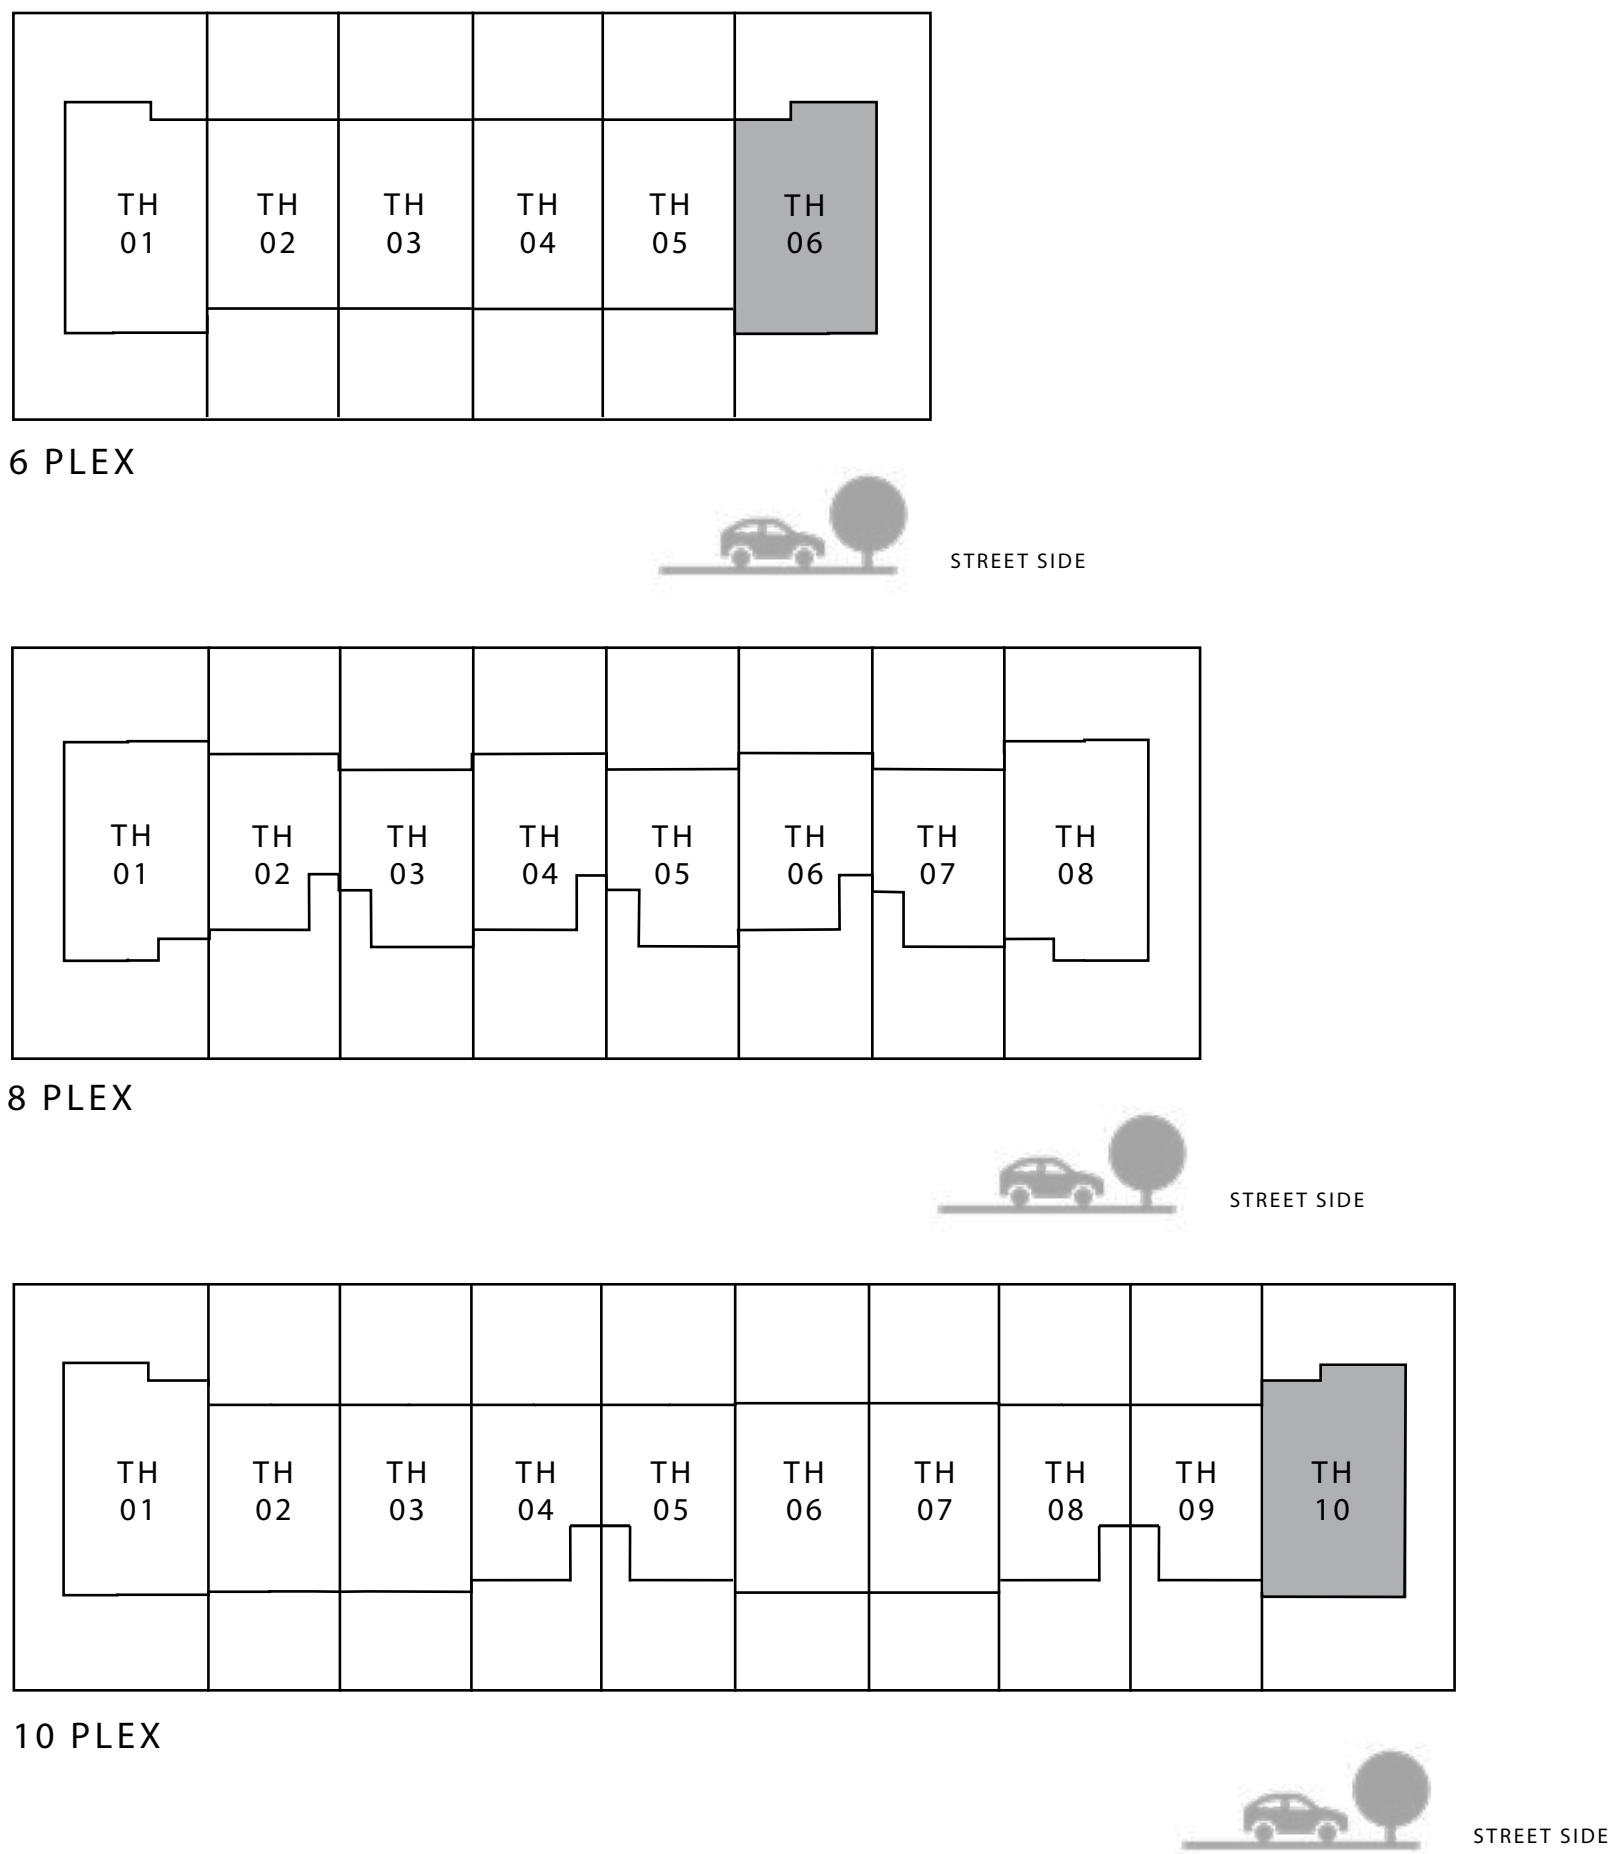 TH TH TH TH TH TH
01 02 03 04 05 06
6 PLEX
STREET SIDE
TH TH TH TH TH TH TH TH
01 02 03 04 05 06 07 08
8 PLEX
STREET SIDE
TH TH TH TH TH TH TH TH TH TH
01 02 03 04 05 06 07 08 09 10
10 PLEX
STREET SIDE